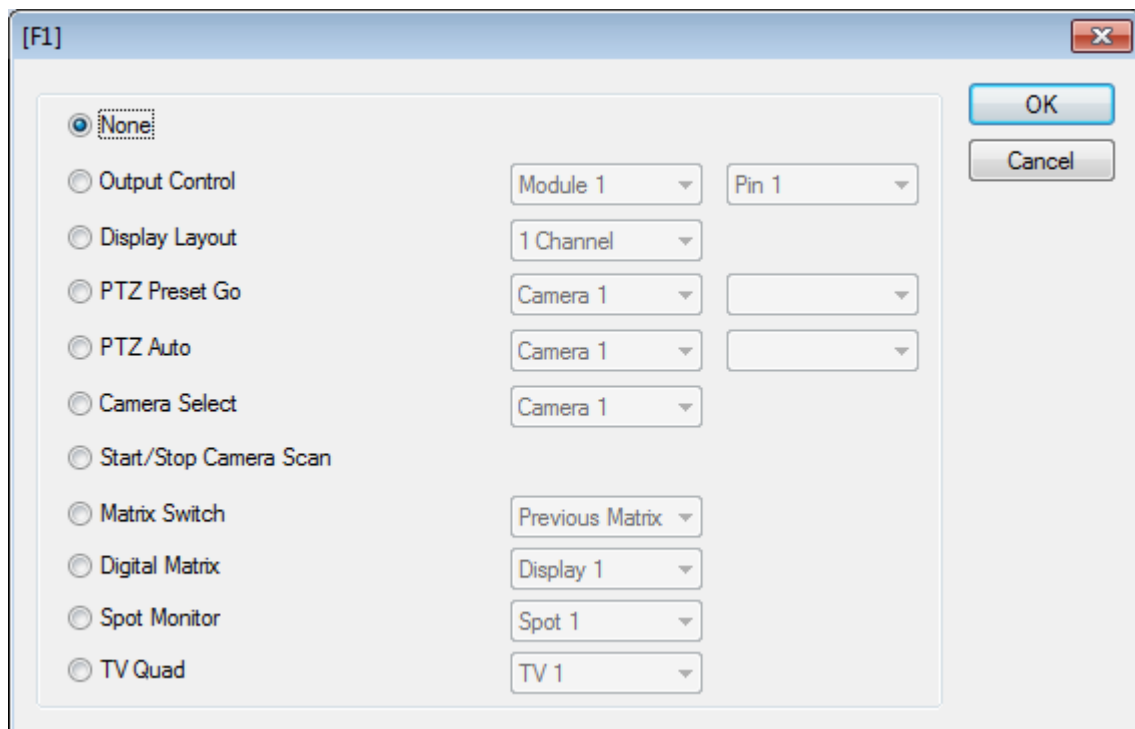 [F1]
None
OK
Output Control Module 1 Pin 1
Cancel
Display Layout 1 Channel
PTZ Preset Go Camera 1
PTZ Auto Camera 1
Camera Select Camera 1
Start/Stop Camera Scan
Matrix Switch Previous Matrix
Digital Matrix Display 1
Spot Monitor Spot 1
TV Quad TV 1